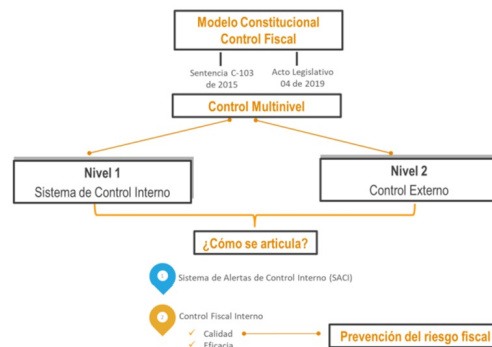 Modelo Constitucional
Control Fiscal
Sentencia C-103
de 2015
Acto Legislativo
04 de 2019
Control Multinivel
Nivel 1
Sistema de Control Interno
Nivel 2
Control Externo
¿Cómo se articula?
Sistema de Alertas de Control Interno (SACI)
Control Fiscal Interno
✓ Calidad
✓ Eficacia
Prevención del riesgo fiscal